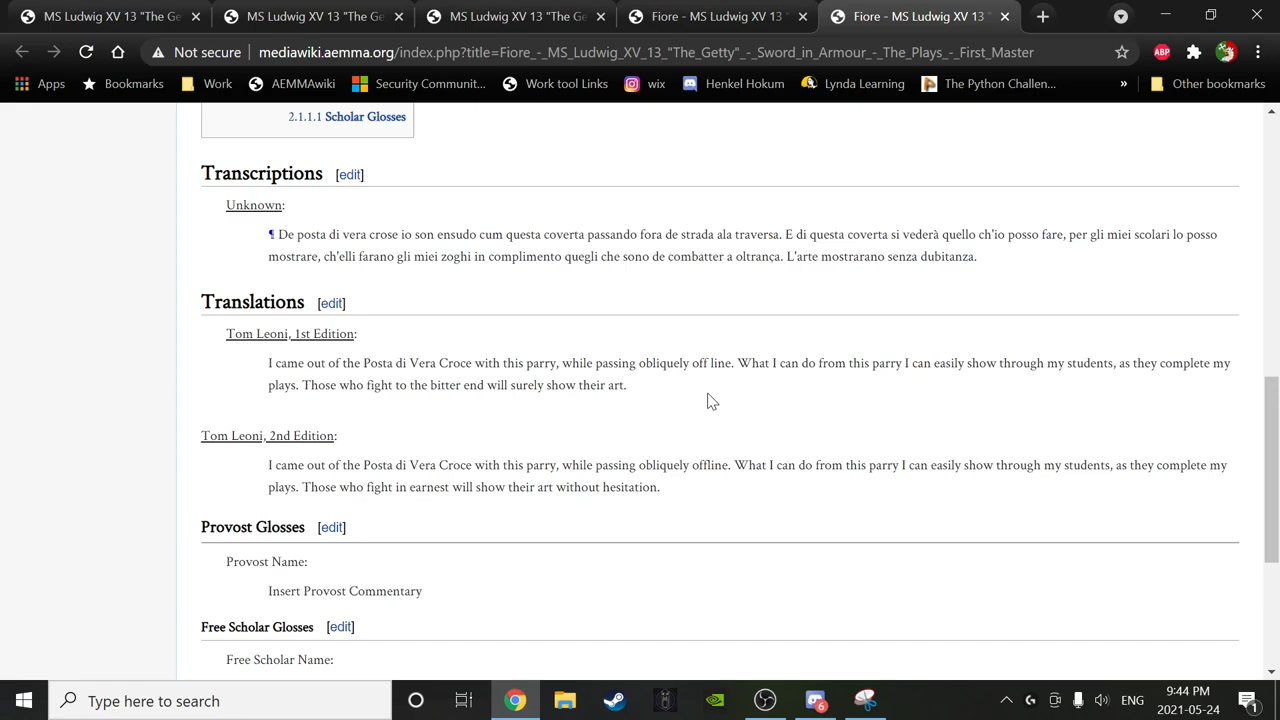 MS Ludwig XV 13 "The Ge
MS Ludwig XV 13 "The Ge
MS Ludwig XV 13 "The Ge
Fiore - MS Ludwig XV 13 "
Fiore - MS Ludwig XV 13 "
Not secure mediawiki.aemma.org/index.php?title=Fiore_-_MS_Ludwig_XV_13_"The_Getty"_-_Sword_in_Armour_-_The_Plays_-_First_Master
ABP
Apps Bookmarks Work AEMMAwiki Security Communit... Work tool Links wix Henkel Hokum Lynda Learning The Python Challen... » Other bookmarks
2.1.1.1 Scholar Glosses
Transcriptions [edit]
Unknown:
¶ De posta di vera crose io son ensudo cum questa coverta passando fora de strada ala traversa. E di questa coverta si vederà quello ch'io posso fare, per gli miei scolari lo posso
mostrare, ch'elli farano gli miei zoghi in complimento quegli che sono de combatter a oltrança. L'arte mostrarano senza dubitanza.
Translations [edit]
Tom Leoni, 1st Edition:
I came out of the Posta di Vera Croce with this parry, while passing obliquely off line. What I can do from this parry I can easily show through my students, as they complete my
plays. Those who fight to the bitter end will surely show their art.
Tom Leoni, 2nd Edition:
I came out of the Posta di Vera Croce with this parry, while passing obliquely offline. What I can do from this parry I can easily show through my students, as they complete my
plays. Those who fight in earnest will show their art without hesitation.
Provost Glosses [edit]
Provost Name:
Insert Provost Commentary
Free Scholar Glosses [edit]
Free Scholar Name:
Type here to search
6
ENG
9:44 PM
2021-05-24
1